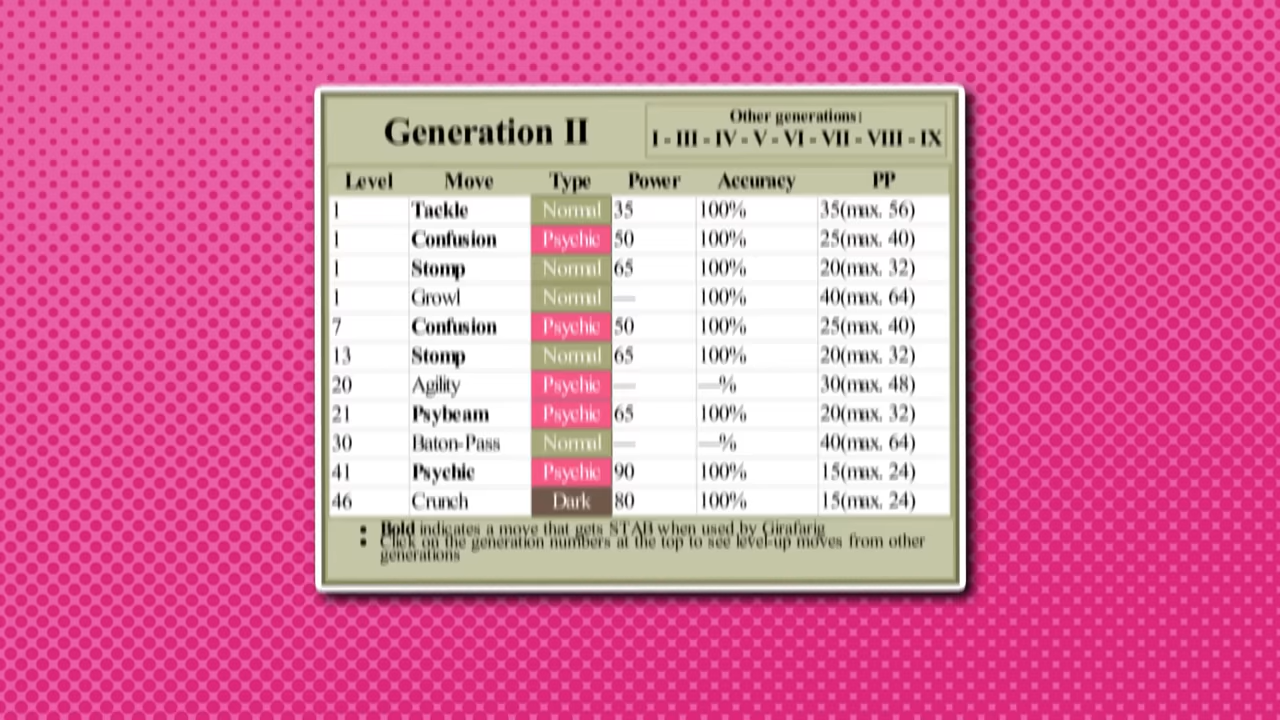 Generation II
Other generations:
I - III - IV - V - VI - VII - VIII - IX
Level Move Type Power Accuracy PP
1 Tackle Normal 35 100% 35(max. 56)
1 Confusion Psychic 50 100% 25(max. 40)
1 Stomp Normal 65 100% 20(max. 32)
1 Growl Normal — 100% 40(max. 64)
7 Confusion Psychic 50 100% 25(max. 40)
13 Stomp Normal 65 100% 20(max. 32)
20 Agility Psychic — —% 30(max. 48)
21 Psybeam Psychic 65 100% 20(max. 32)
30 Baton-Pass Normal — —% 40(max. 64)
41 Psychic Psychic 90 100% 15(max. 24)
46 Crunch Dark 80 100% 15(max. 24)
• Bold indicates a move that gets STAB when used by Girafarig
• Click on the generation numbers at the top to see level-up moves from other
generations